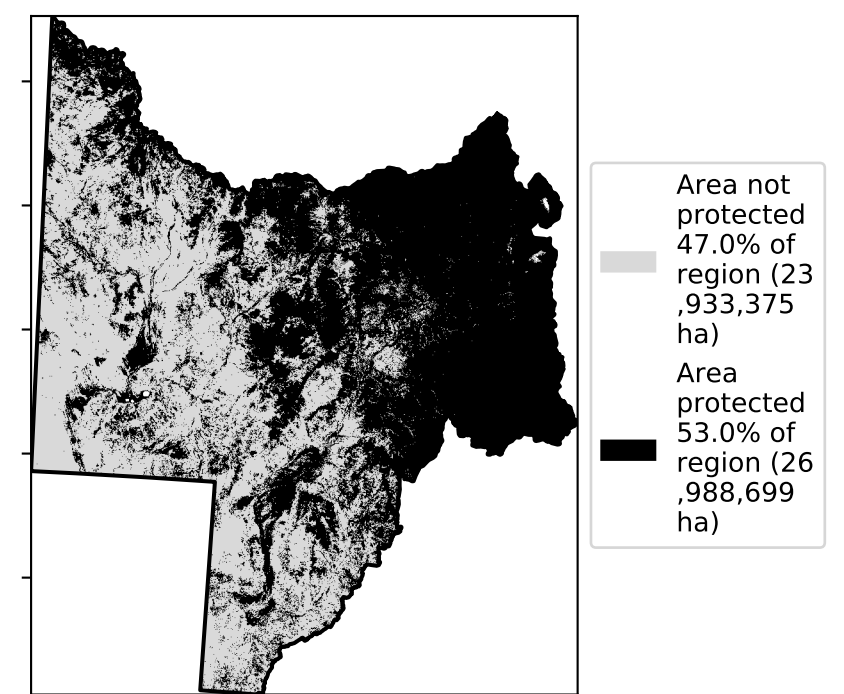 Area not
protected
47.0% of
region (23
,933,375
ha)
Area
protected
53.0% of
region (26
,988,699
ha)